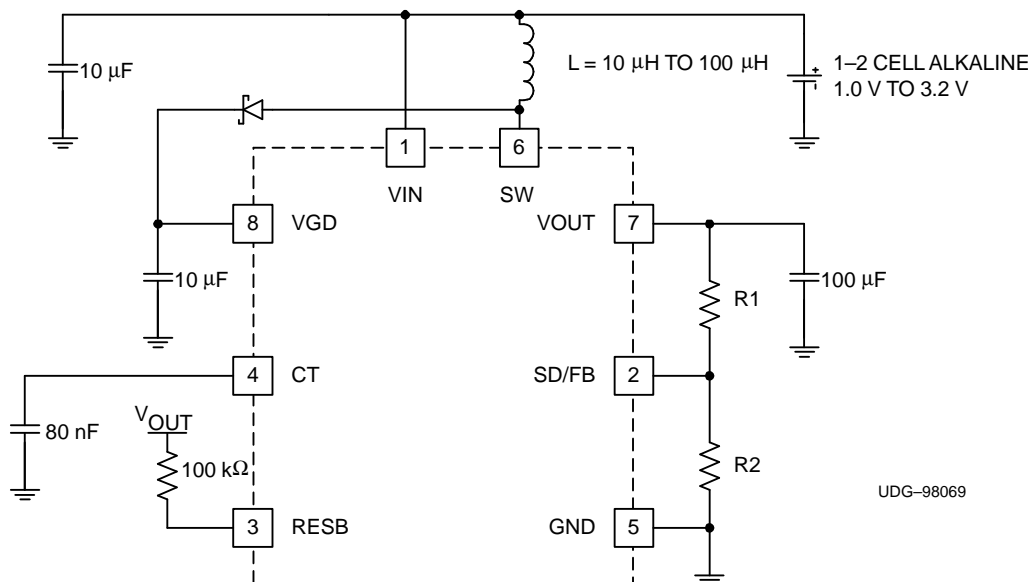 10 μF
L = 10 μH TO 100 μH
1–2 CELL ALKALINE
1.0 V TO 3.2 V
+
-
1
6
VIN
SW
8
VGD
VOUT
7
10 μF
R1
100 μF
4
CT
SD/FB
2
80 nF
VOUT
100 kΩ
R2
UDG–98069
3
RESB
GND
5